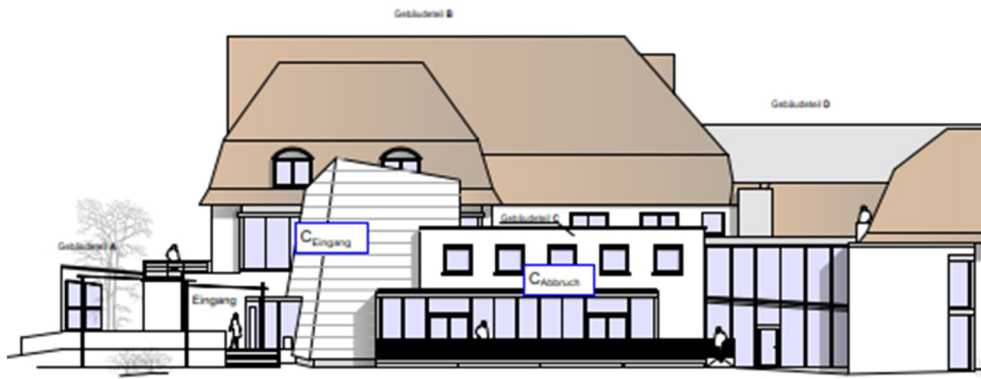 Gebäudeteil B
Gebäudeteil D
Gebäudeteil C
C Eingang
Gebäudeteil A
C Abbruch
Eingang